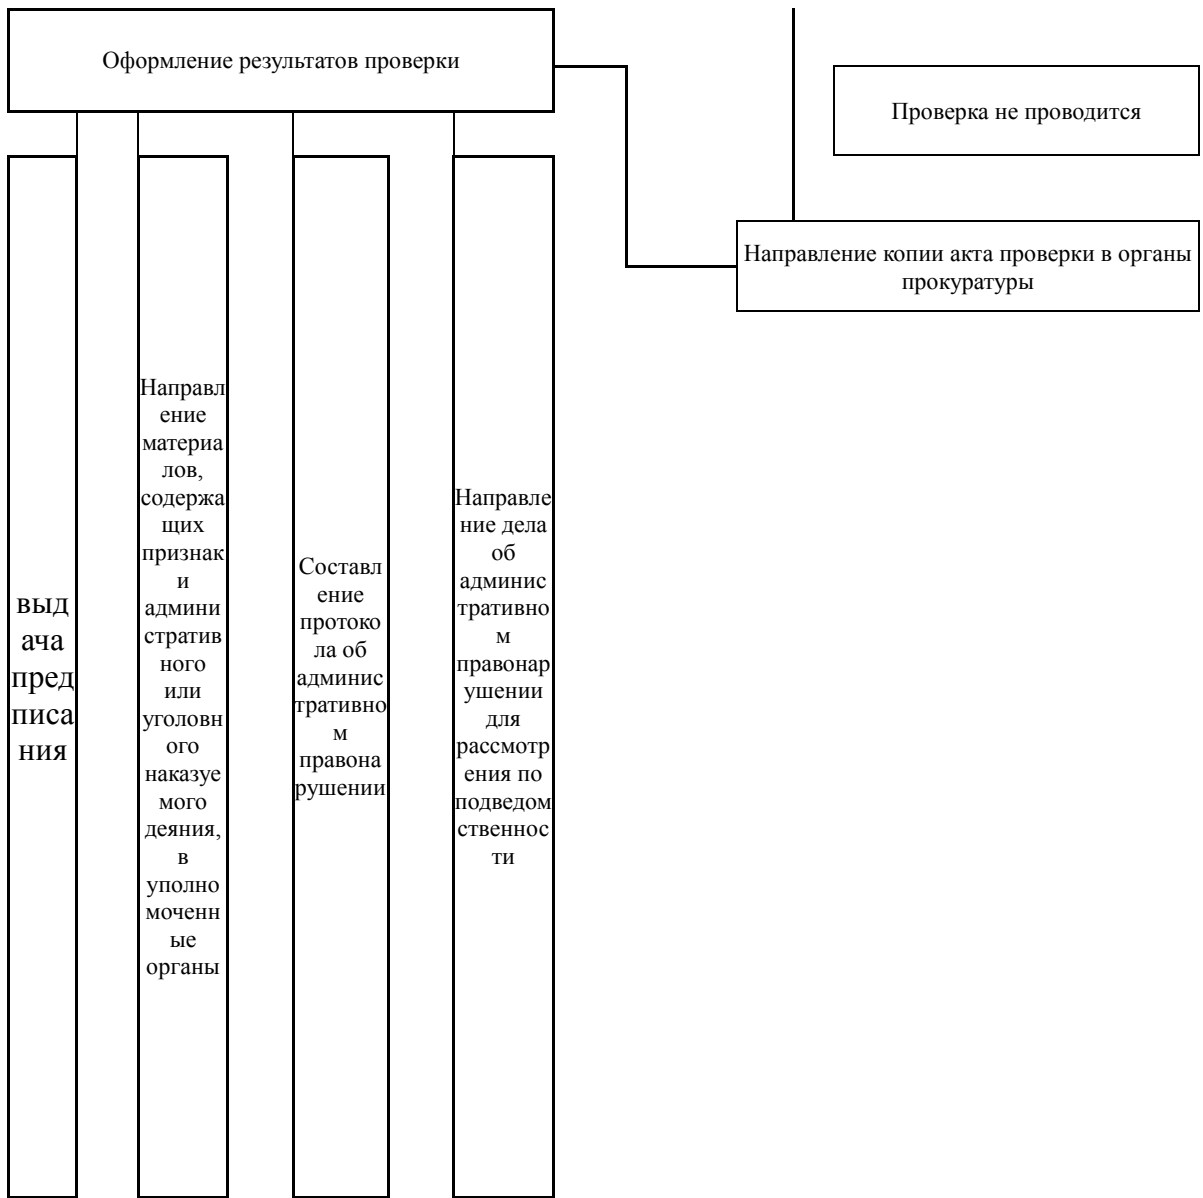 Оформление результатов проверки
Проверка не проводится
Направление копии акта проверки в органы
прокуратуры
выд
ача
пред
писа
ния
Направл
ение
материа
лов,
содержа
щих
признак
и
админи
стратив
ного
или
уголовн
ого
наказуе
мого
деяния,
в
уполно
моченн
ые
органы
Составл
ение
протоко
ла об
админис
тративно
м
правона
рушении
Направле
ние дела
об
админис
тративно
м
правонар
ушении
для
рассмотр
ения по
подведом
ственнос
ти